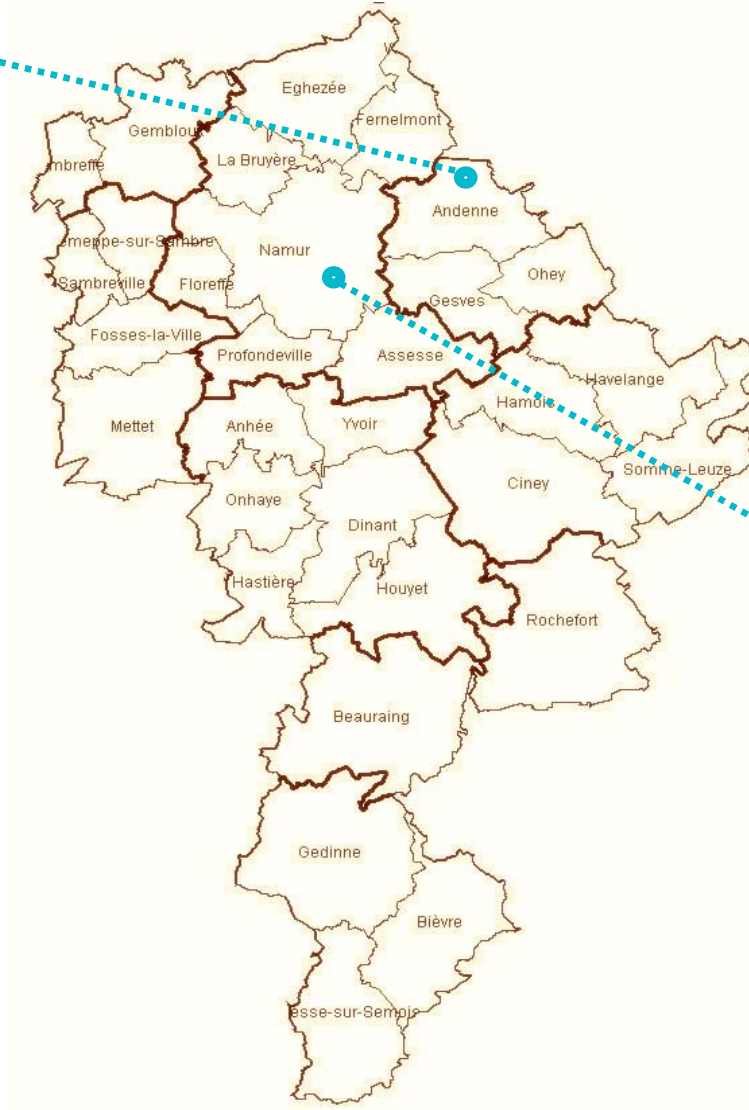 Eghezée
Fernelmont
Gemblou
La Bruyère
mbreffe
Andenne
emeppe-sur-Sambre
Namur
Ohey
Sambreville
Floreffe
Gesves
Fosses-la-Ville
Profondeville
Assesse
Havelange
Hamois
Mettet
Anhée
Yvoir
Somme-Leuze
Ciney
Onhaye
Dinant
Hastière
Houyet
Rochefort
Beauraing
Gedinne
Bièvre
esse-sur-Semois